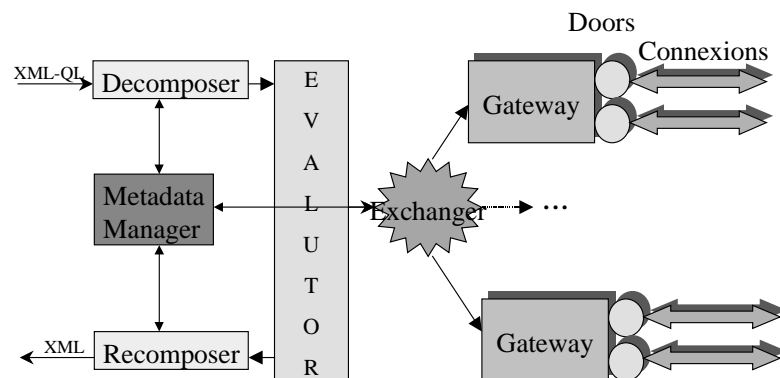 Doors
Connexions
XML-QL
Decomposer
Gateway
Metadata
Manager
E
V
A
L
U
T
O
R
Exchanger
...
XML
Recomposer
Gateway